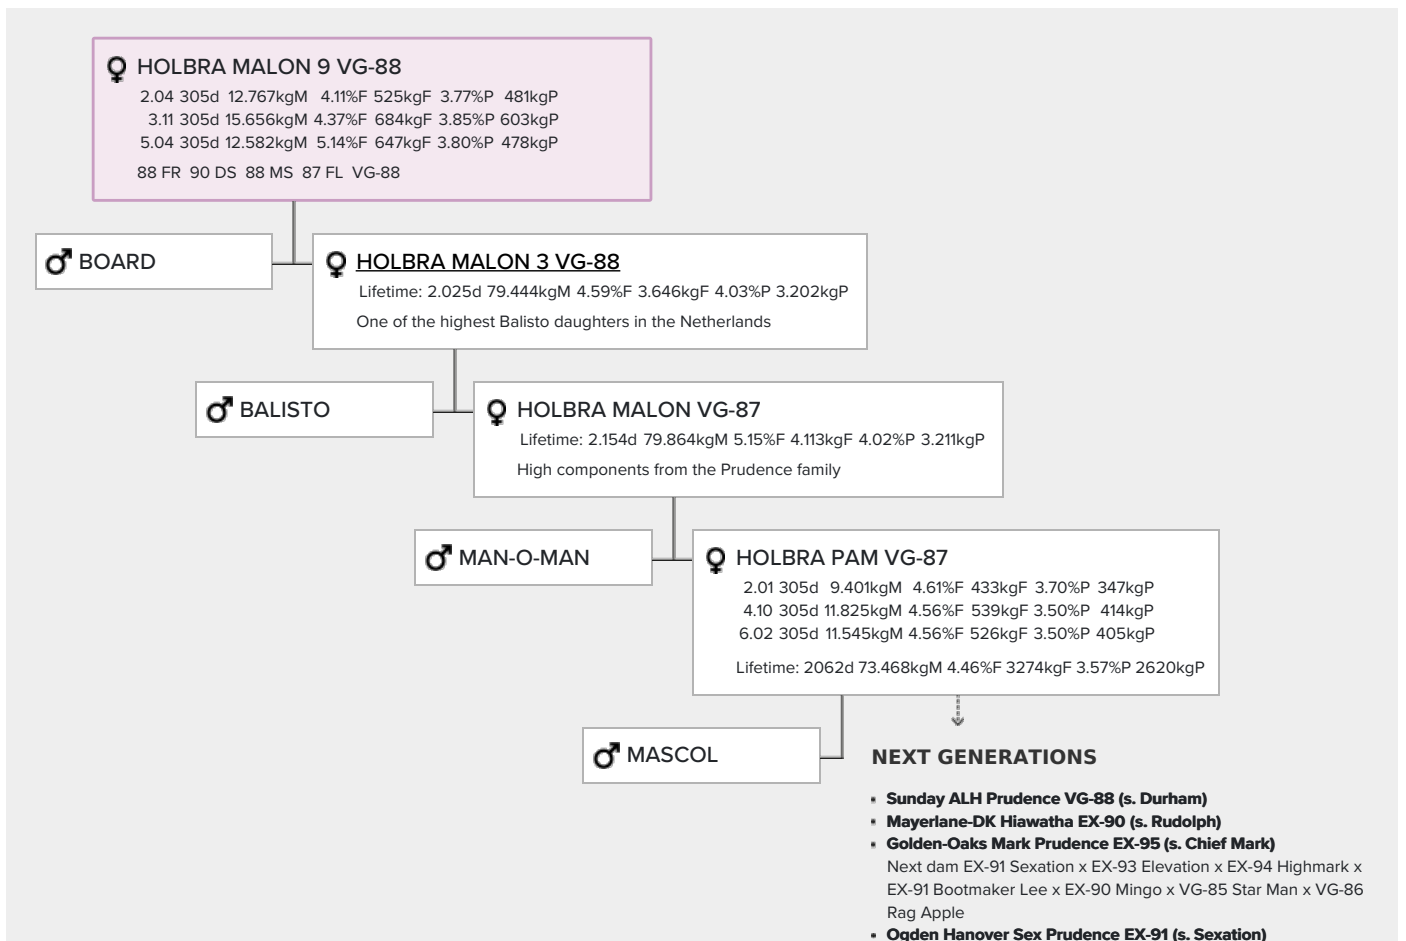 HOLBRA MALON 9 VG-88
2.04 305d 12.767kgM 4.11%F 525kgF 3.77%P 481kgP
3.11 305d 15.656kgM 4.37%F 684kgF 3.85%P 603kgP
5.04 305d 12.582kgM 5.14%F 647kgF 3.80%P 478kgP
88 FR 90 DS 88 MS 87 FL VG-88
BOARD
HOLBRA MALON 3 VG-88
Lifetime: 2.025d 79.444kgM 4.59%F 3.646kgF 4.03%P 3.202kgP
One of the highest Balisto daughters in the Netherlands
BALISTO
HOLBRA MALON VG-87
Lifetime: 2.154d 79.864kgM 5.15%F 4.113kgF 4.02%P 3.211kgP
High components from the Prudence family
MAN-O-MAN
HOLBRA PAM VG-87
2.01 305d 9.401kgM 4.61%F 433kgF 3.70%P 347kgP
4.10 305d 11.825kgM 4.56%F 539kgF 3.50%P 414kgP
6.02 305d 11.545kgM 4.56%F 526kgF 3.50%P 405kgP
Lifetime: 2062d 73.468kgM 4.46%F 3274kgF 3.57%P 2620kgP
MASCOL
NEXT GENERATIONS
Sunday ALH Prudence VG-88 (s. Durham)
Mayerlane-DK Hiawatha EX-90 (s. Rudolph)
Golden-Oaks Mark Prudence EX-95 (s. Chief Mark)
Next dam EX-91 Sexation x EX-93 Elevation x EX-94 Highmark x
EX-91 Bootmaker Lee x EX-90 Mingo x VG-85 Star Man x VG-86
Rag Apple
Ogden Hanover Sex Prudence EX-91 (s. Sexation)